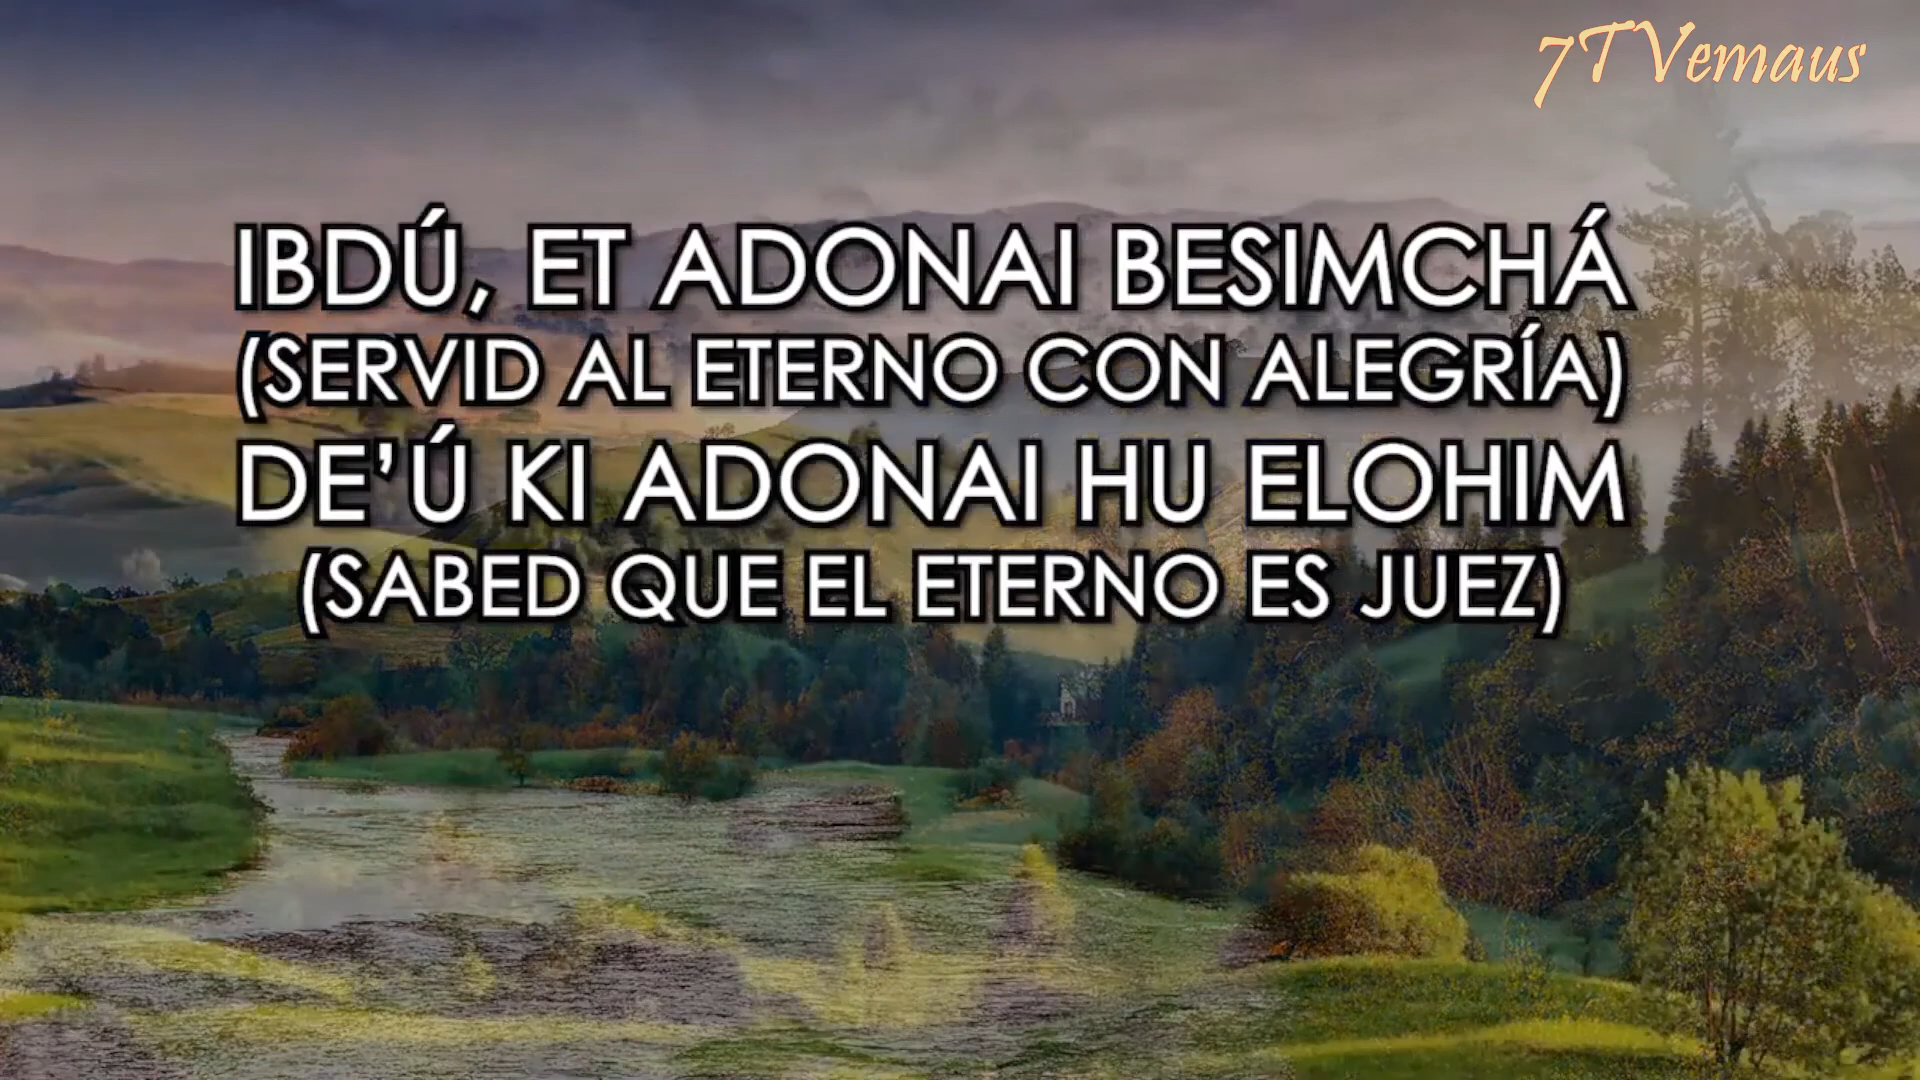 7TVemaus
IBDÚ, ET ADONAI BESIMCHÁ
(SERVID AL ETERNO CON ALEGRÍA)
DE’Ú KI ADONAI HU ELOHIM
(SABED QUE EL ETERNO ES JUEZ)